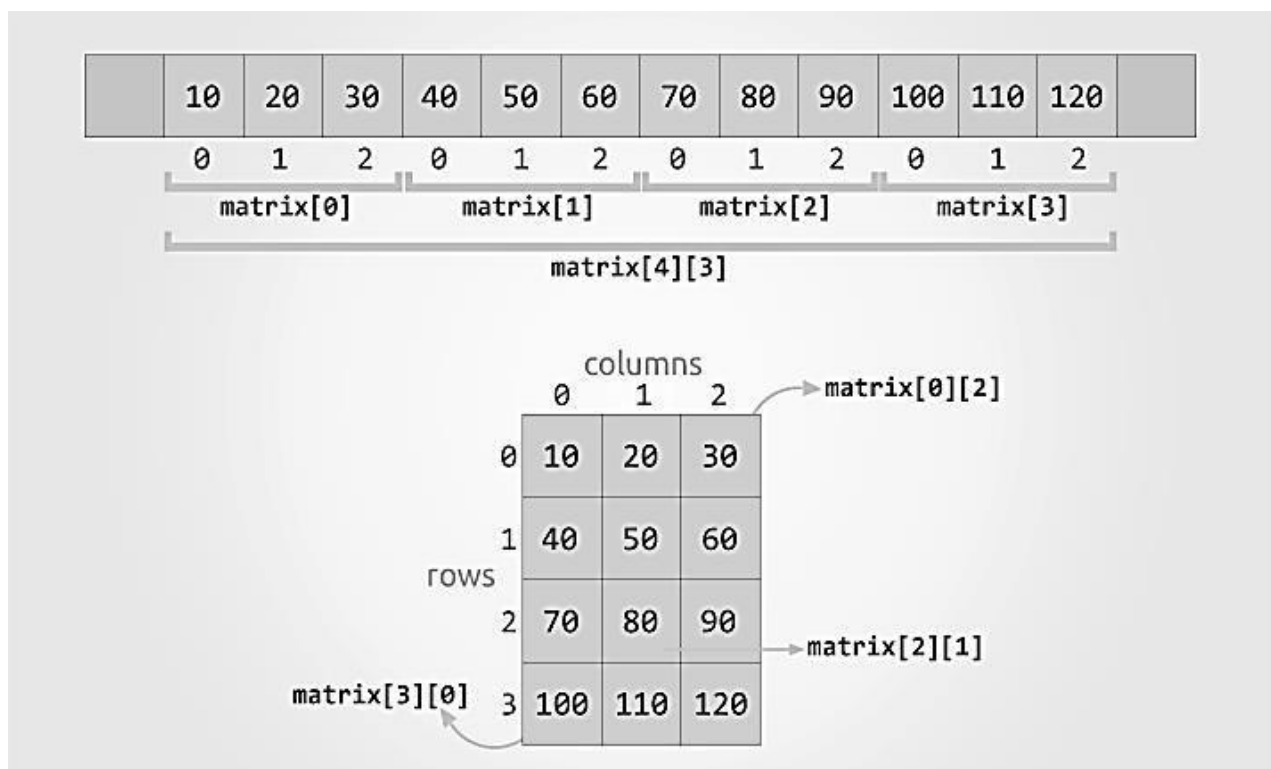 10 20 30 40 50 60 70 80 90 100 110 120
0 1 2 0 1 2 0 1 2 0 1 2
matrix[0] matrix[1] matrix[2] matrix[3]
matrix[4][3]
columns
0 1 2 matrix[0][2]
0 10 20 30
1 40 50 60
rows
2 70 80 90
matrix[2][1]
matrix[3][0] 3 100 110 120